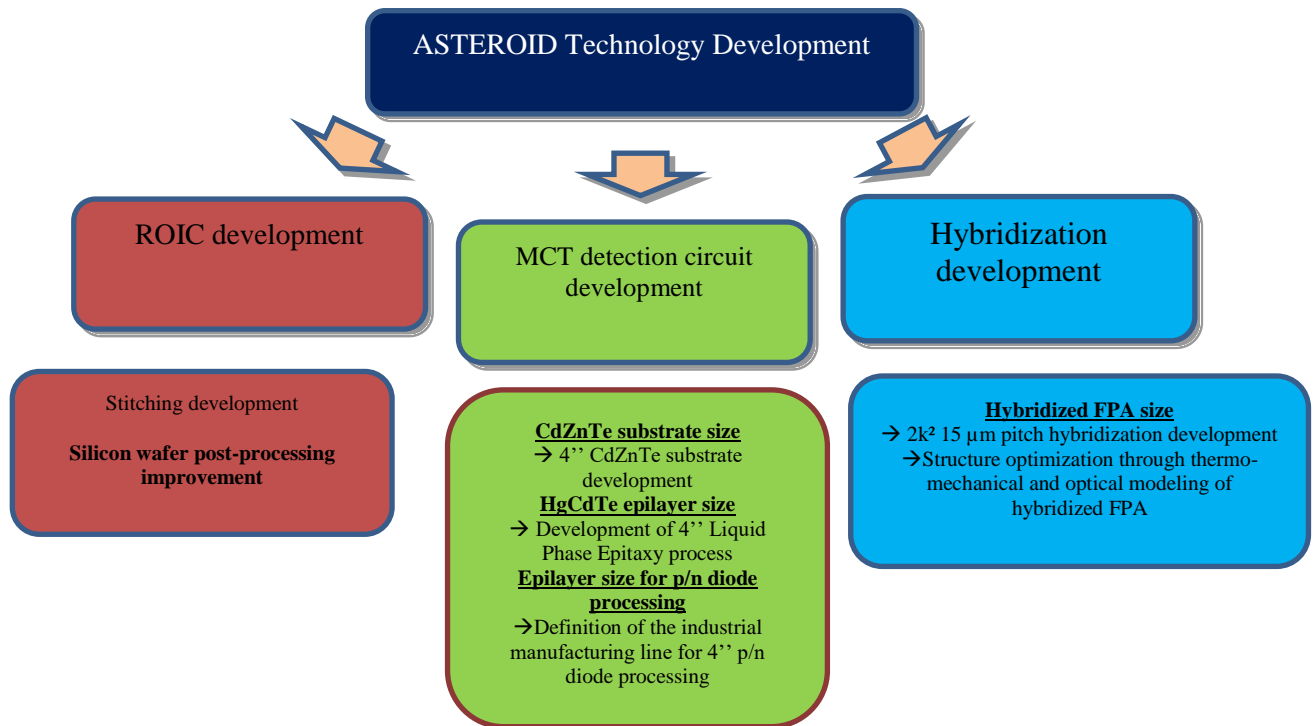 ASTEROID Technology Development
ROIC development
MCT detection circuit
development
Hybridization
development
Stitching development
Silicon wafer post-processing
improvement
CdZnTe substrate size
→ 4’’ CdZnTe substrate
development
HgCdTe epilayer size
→ Development of 4’’ Liquid
Phase Epitaxy process
Epilayer size for p/n diode
processing
→Definition of the industrial
manufacturing line for 4’’ p/n
diode processing
Hybridized FPA size
→ 2k² 15 µm pitch hybridization development
→Structure optimization through thermo-
mechanical and optical modeling of
hybridized FPA